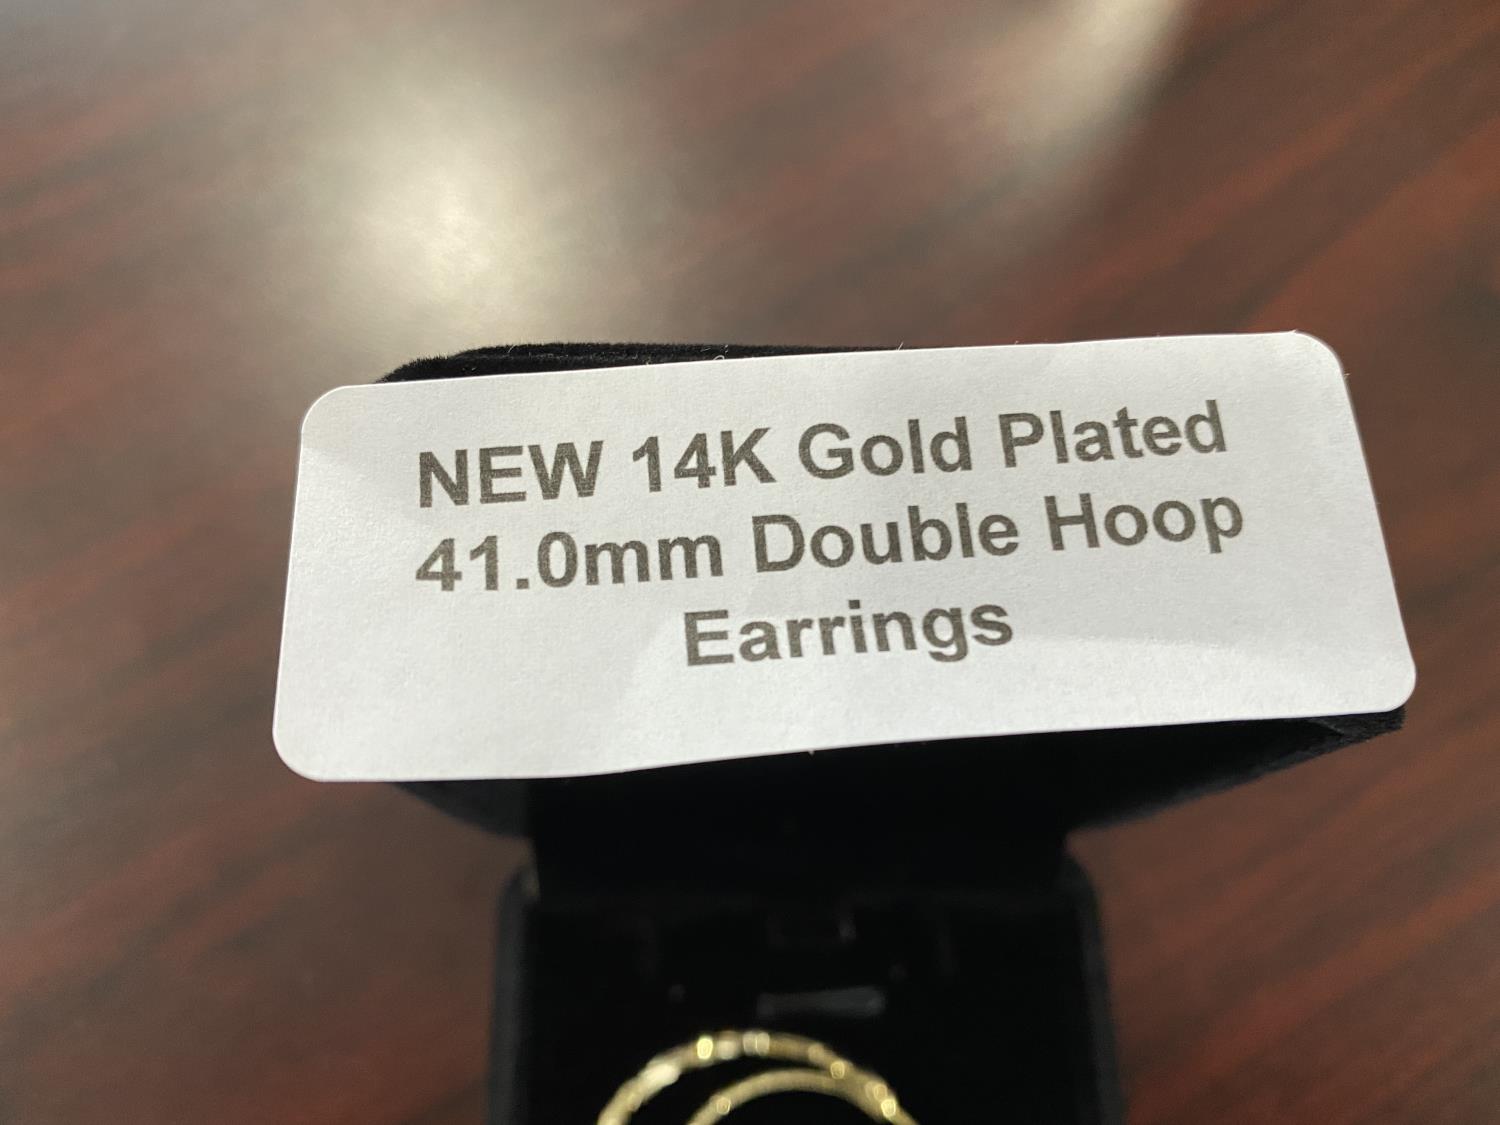 NEW 14K Gold Plated
41.0mm Double Hoop
Earrings